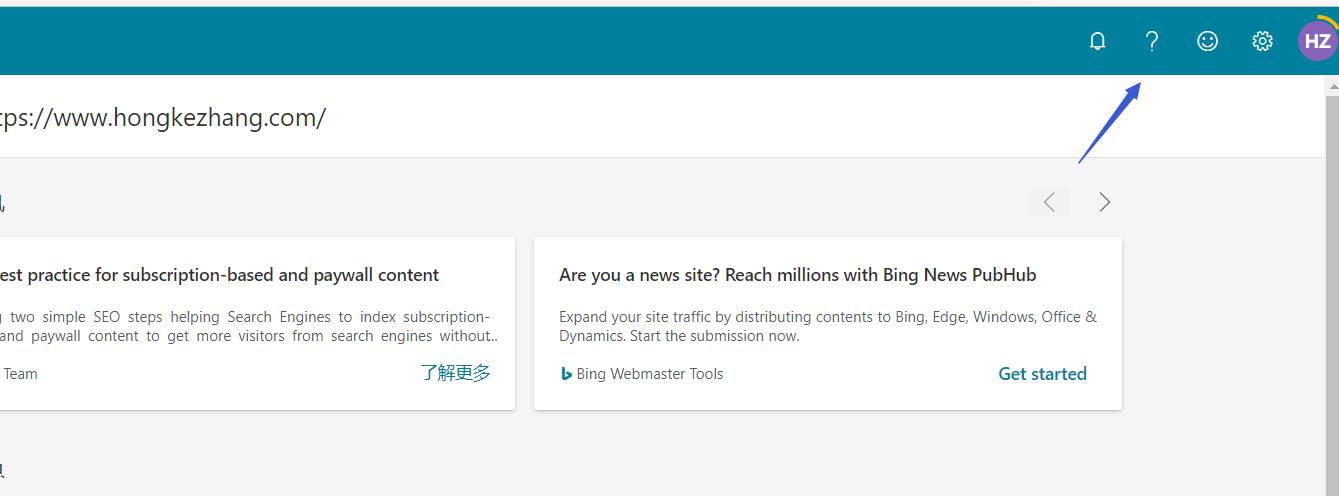 HZ
tps://www.hongkezhang.com/
est practice for subscription-based and paywall content
g two simple SEO steps helping Search Engines to index subscription-
and paywall content to get more visitors from search engines without..
Team
了解更多
Are you a news site? Reach millions with Bing News PubHub
Expand your site traffic by distributing contents to Bing, Edge, Windows, Office &
Dynamics. Start the submission now.
Bing Webmaster Tools
Get started